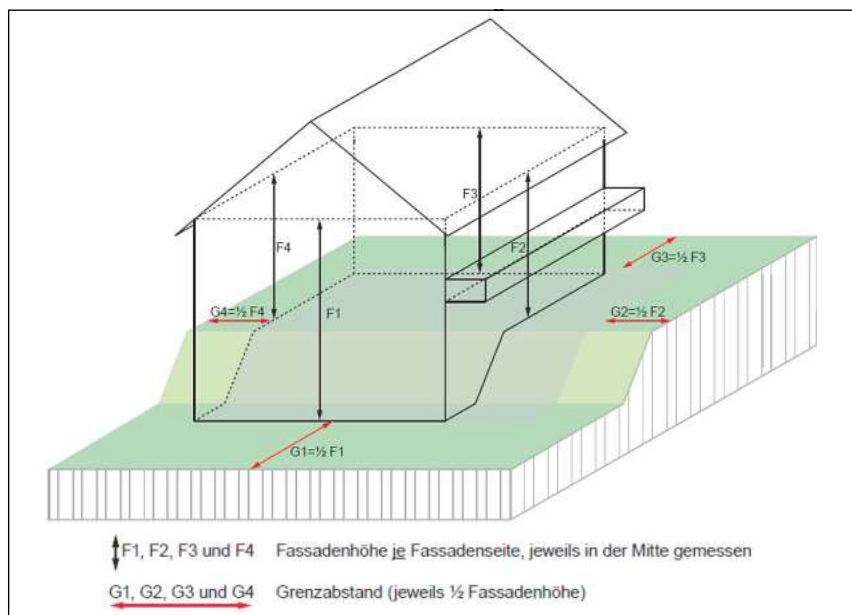 F3
F2
F4
F1
G3=½ F3
G4=½ F4
G2=½ F2
G1=½ F1
F1, F2, F3 und F4 Fassadenhöhe je Fassadenseite, jeweils in der Mitte gemessen
G1, G2, G3 und G4 Grenzabstand (jeweils ½ Fassadenhöhe)